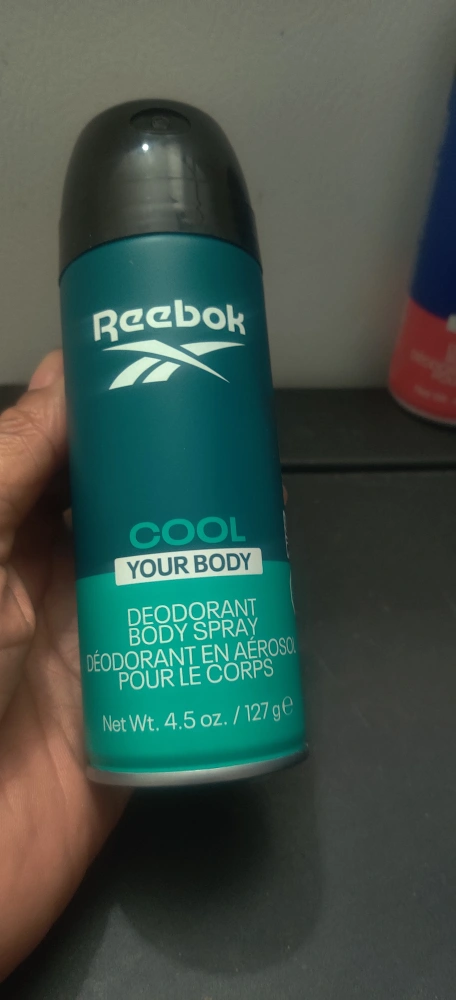 Reebok
COOL
YOUR BODY
DEODORANT
BODY SPRAY
DÉODORANT EN AÉROSOL
POUR LE CORPS
Net Wt. 4.5 oz. / 127 g e